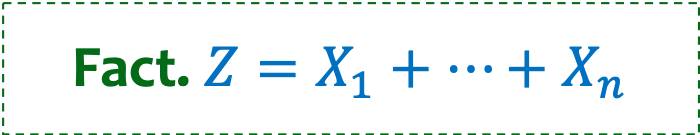 Fact. Z = X₁ + ⋯ + Xₙ